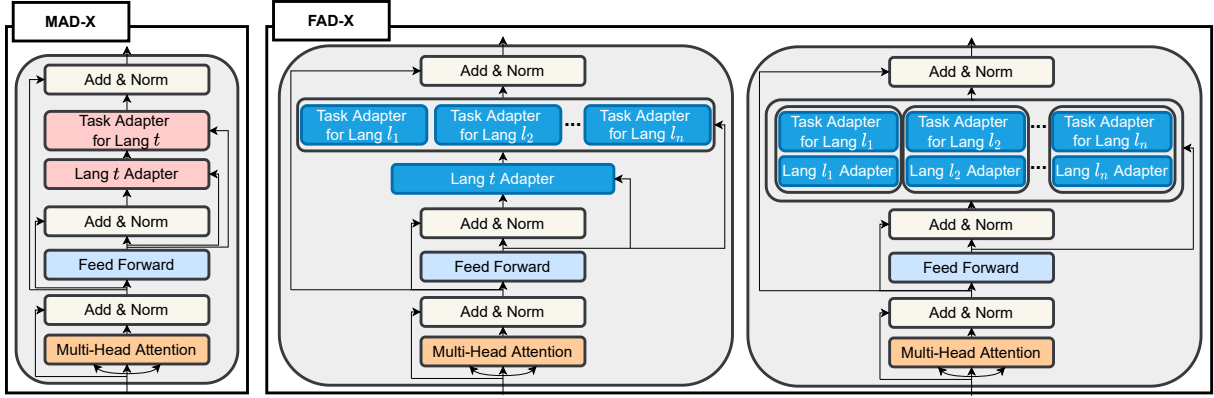 MAD-X
Add & Norm
Task Adapter
for Lang t
Lang t Adapter
Add & Norm
Feed Forward
Add & Norm
Multi-Head Attention
FAD-X
Add & Norm
Task Adapter
for Lang l₁
Task Adapter
for Lang l₂
...
Task Adapter
for Lang lₙ
Lang t Adapter
Add & Norm
Feed Forward
Add & Norm
Multi-Head Attention
Add & Norm
Task Adapter
for Lang l₁
Lang l₁ Adapter
Task Adapter
for Lang l₂
Lang l₂ Adapter
...
...
Task Adapter
for Lang lₙ
Lang lₙ Adapter
Add & Norm
Feed Forward
Add & Norm
Multi-Head Attention